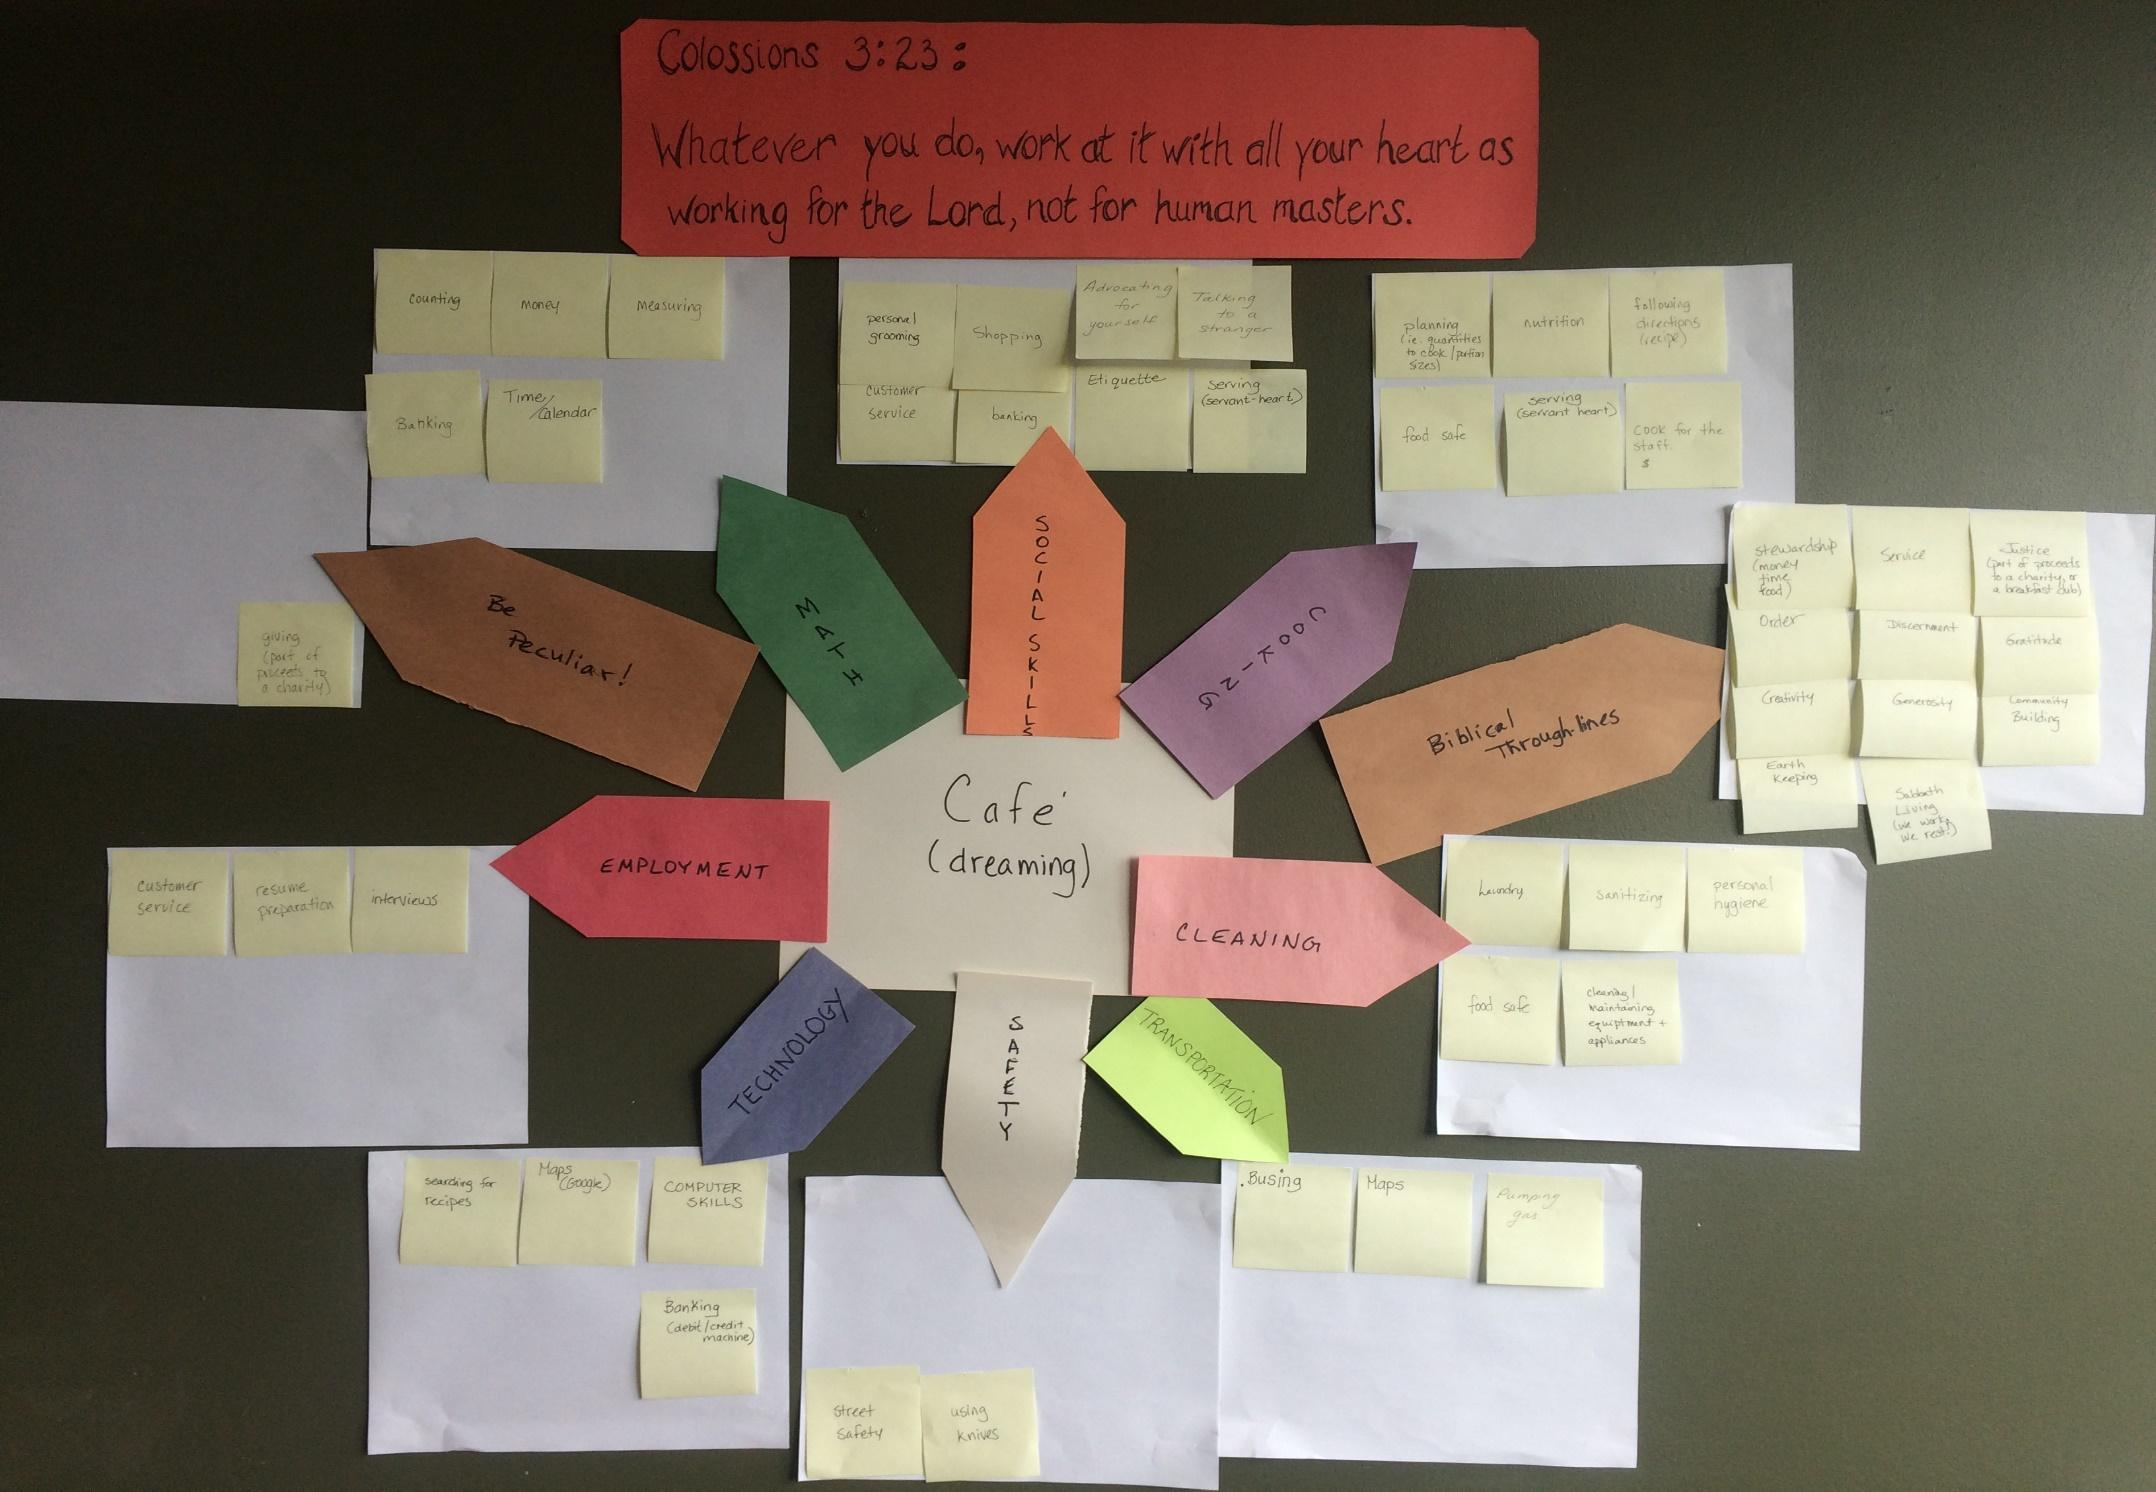 Colossions 3:23:
Whatever you do, work at it with all your heart as
working for the Lord, not for human masters.
counting
money
measuring
Banking
Time/
Calendar
personal
grooming
Shopping
Advocating
for
yourself
Talking
to a
stranger
customer
service
banking
Etiquette
serving
(servant-heart)
planning
(ie. quantities
to cook/portion
sizes)
nutrition
following
directions
(recipe)
food safe
serving
(servant heart)
cook for the
staff.
$
stewardship
(money
time
food)
Service
Justice
(part of proceeds
to a charity, or
a breakfast club)
Order
Discernment
Gratitude
Creativity
Generosity
Community
Building
Earth
Keeping
Sabbath
Living
(we work,
we rest!)
giving
(part of
proceeds to
a charity)
Be
Peculiar!
MATH
SOCIAL SKILLS
COOKING
Biblical
Through-lines
Café
(dreaming)
EMPLOYMENT
CLEANING
TECHNOLOGY
SAFETY
TRANSPORTATION
customer
service
resume
preparation
interviews
Laundry
sanitizing
personal
hygiene
food safe
cleaning/
maintaining
equiptment +
appliances
searching for
recipes
Maps
(Google)
COMPUTER
SKILLS
Banking
(debit/credit
machine)
street
safety
using
knives
.Busing
Maps
Pumping
gas